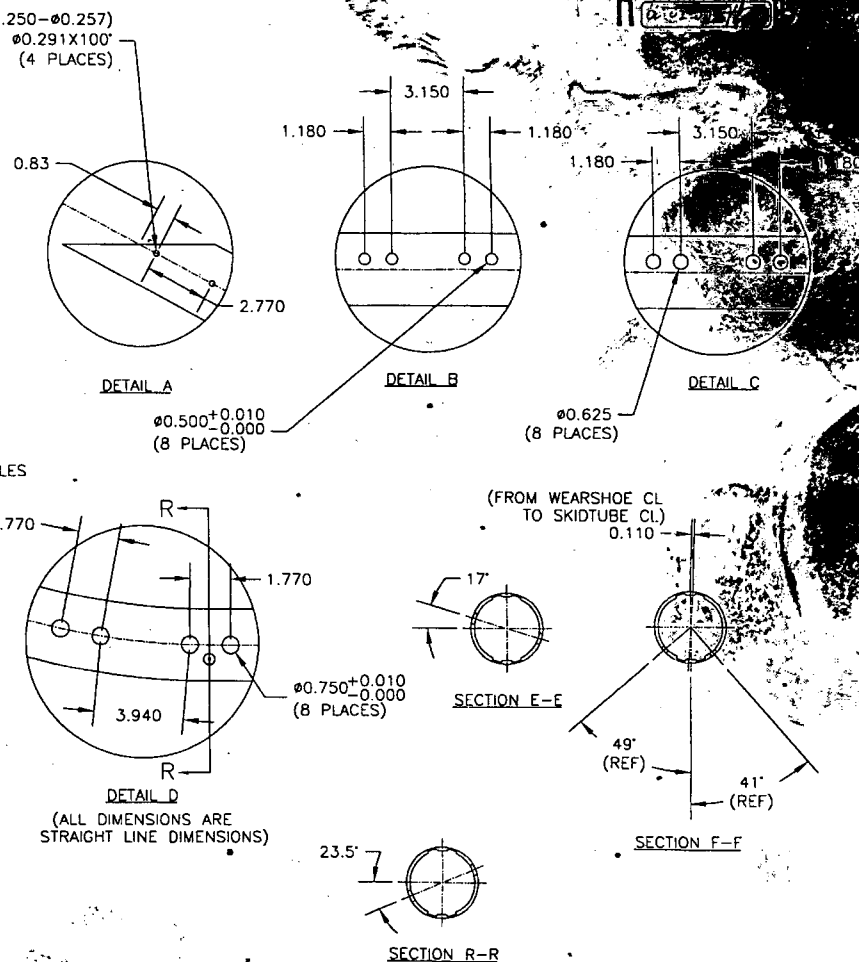 .250-ø0.257)
ø0.291X100°
(4 PLACES)
0.83
2.770
DETAIL A
3.150
1.180
1.180
DETAIL B
ø0.500+0.010
-0.000
(8 PLACES)
3.150
1.180
1.180
DETAIL C
ø0.625
(8 PLACES)
LES
.770
R
1.770
ø0.750+0.010
-0.000
(8 PLACES)
3.940
R
DETAIL D
(ALL DIMENSIONS ARE
STRAIGHT LINE DIMENSIONS)
17°
SECTION E-E
(FROM WEARSHOE CL
TO SKIDTUBE CL)
0.110
49°
(REF)
41°
(REF)
SECTION F-F
23.5°
SECTION R-R